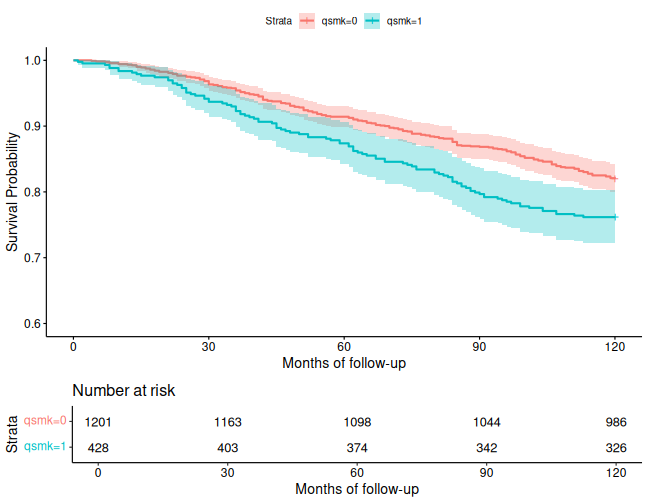 Strata qsmk=0 qsmk=1
Survival Probability
1.0
0.9
0.8
0.7
0.6
0 30 60 90 120
Months of follow-up
Number at risk
Strata
qsmk=0 1201 1163 1098 1044 986
qsmk=1 428 403 374 342 326
0 30 60 90 120
Months of follow-up